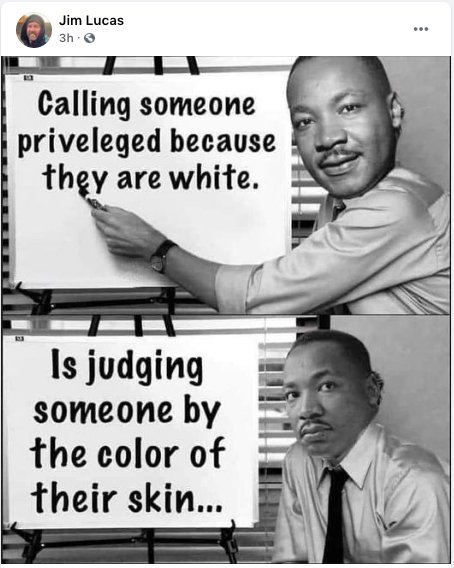 Jim Lucas
3h ·
Calling someone
priveleged because
they are white.
Is judging
someone by
the color of
their skin...